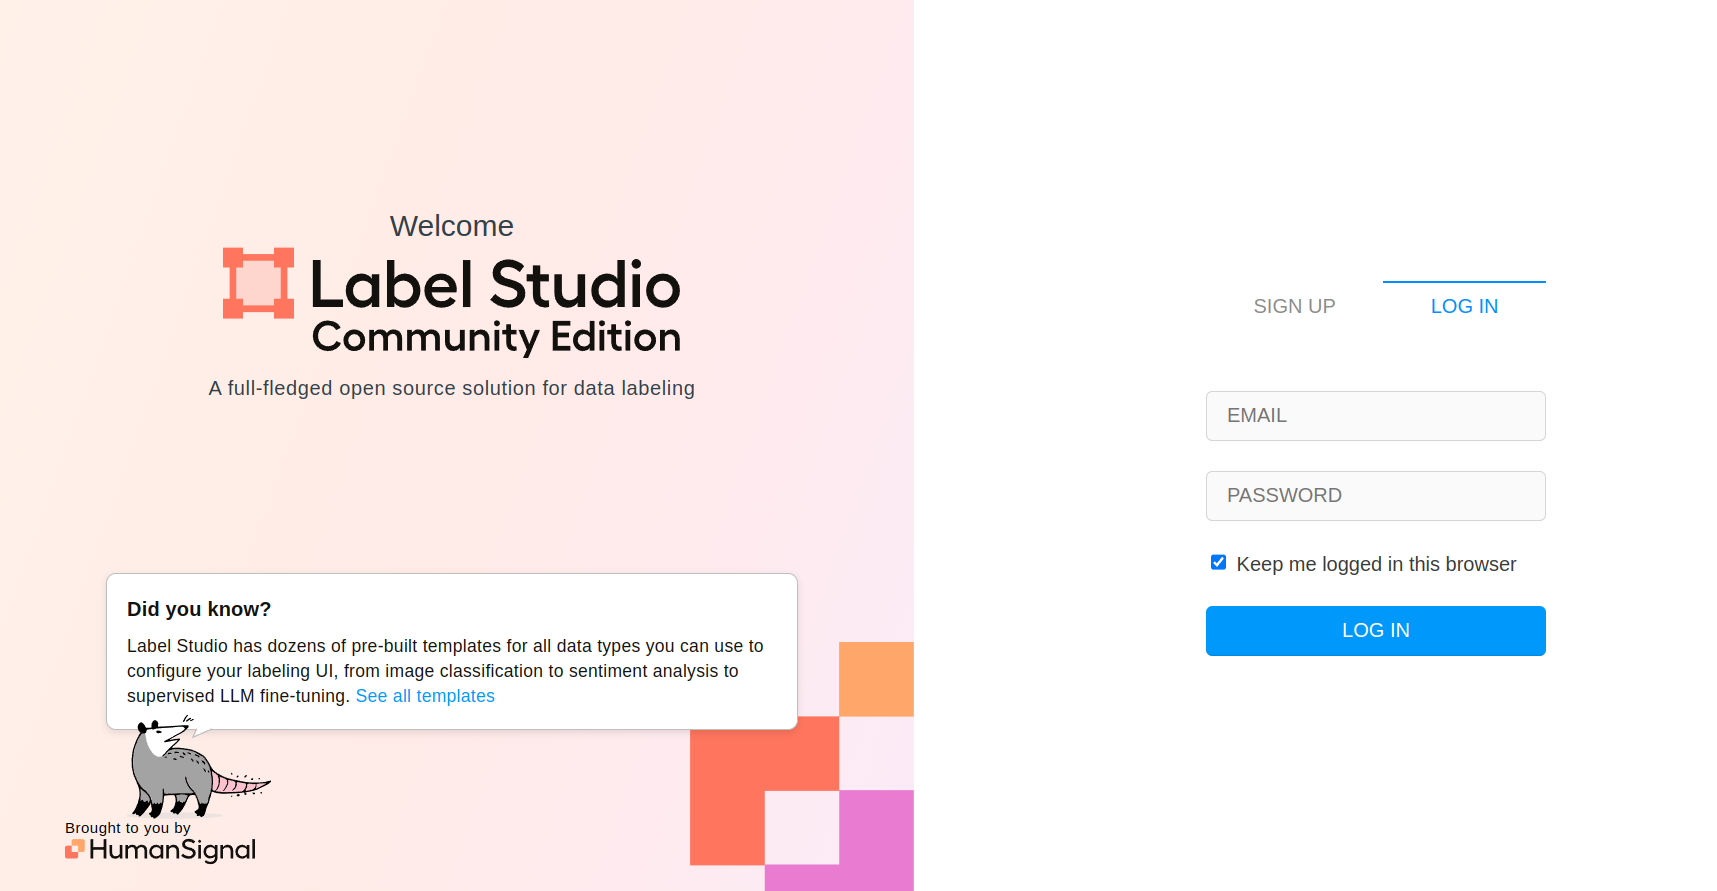 Welcome
Label Studio
Community Edition
A full-fledged open source solution for data labeling
Did you know?
Label Studio has dozens of pre-built templates for all data types you can use to
configure your labeling UI, from image classification to sentiment analysis to
supervised LLM fine-tuning. See all templates
Brought to you by
HumanSignal
SIGN UP
LOG IN
EMAIL
PASSWORD
Keep me logged in this browser
LOG IN